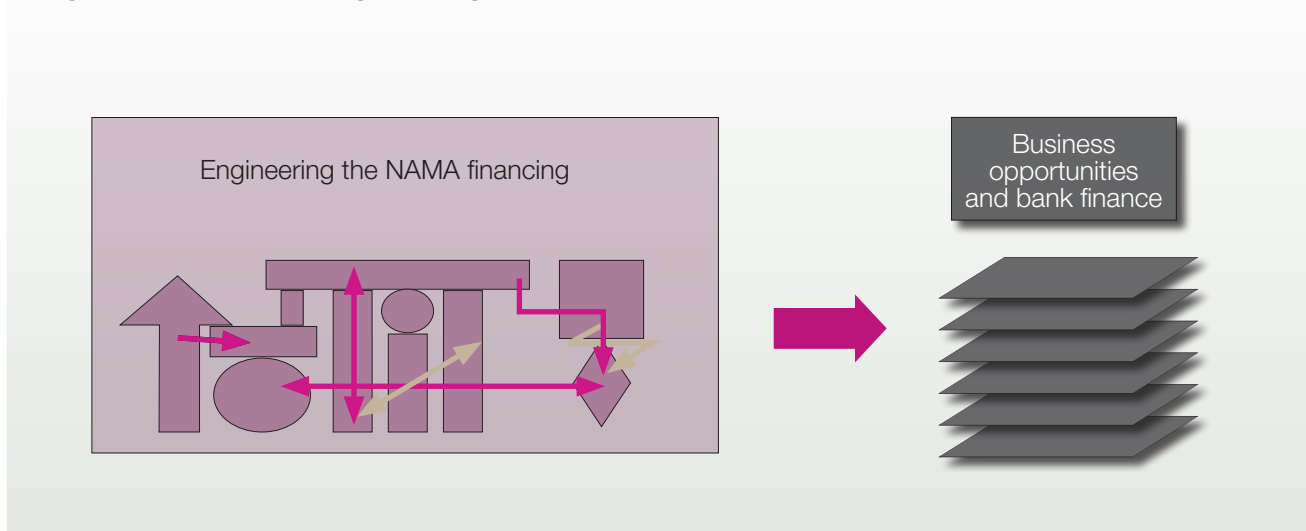 Engineering the NAMA financing
Business
opportunities
and bank finance